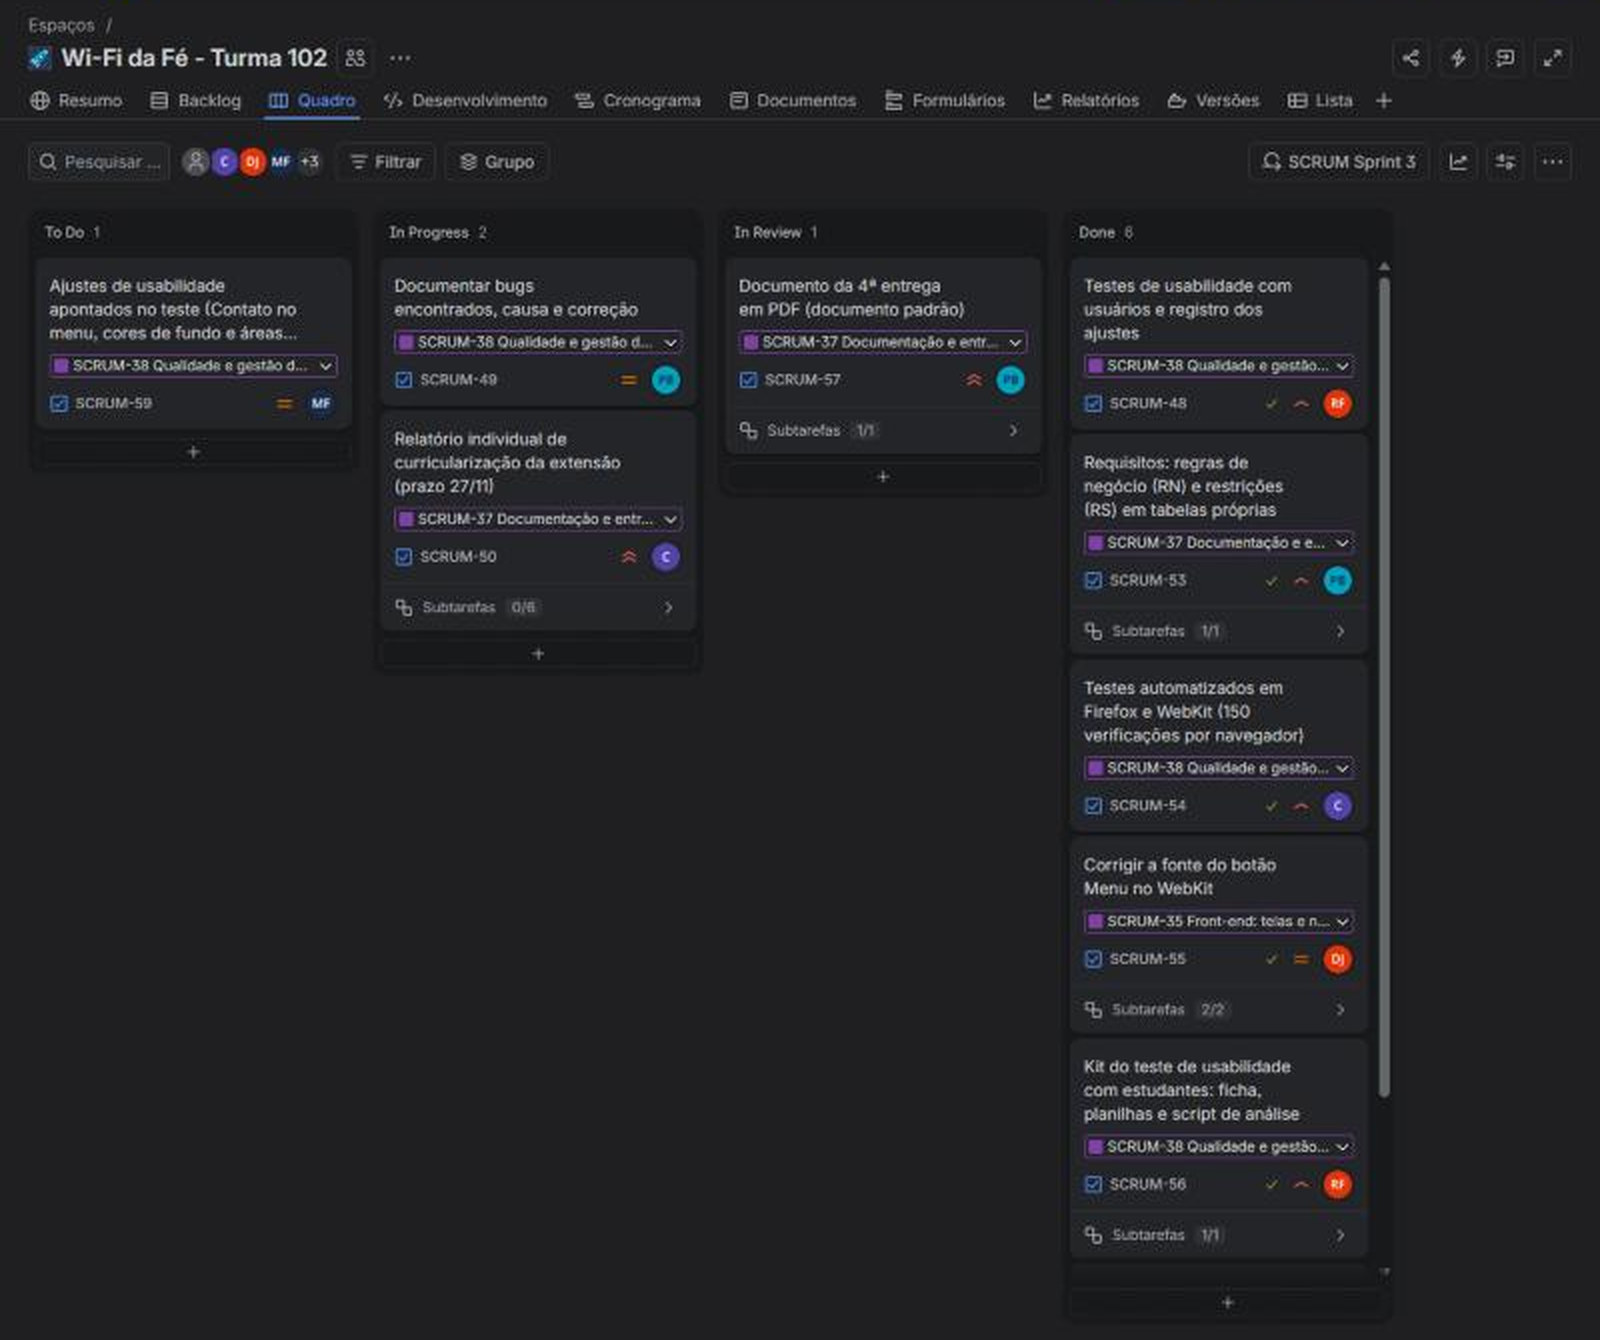 Espaços /
Wi-Fi da Fé - Turma 102
Resumo
Backlog
Quadro
Desenvolvimento
Cronograma
Documentos
Formulários
Relatórios
Versões
Lista
Pesquisar ...
C
DJ
MF
+3
Filtrar
Grupo
SCRUM Sprint 3
To Do 1
Ajustes de usabilidade
apontados no teste (Contato no
menu, cores de fundo e áreas...
SCRUM-38 Qualidade e gestão d...
SCRUM-59
MF
In Progress 2
Documentar bugs
encontrados, causa e correção
SCRUM-38 Qualidade e gestão d...
SCRUM-49
PB
Relatório individual de
curricularização da extensão
(prazo 27/11)
SCRUM-37 Documentação e entr...
SCRUM-50
C
Subtarefas 0/6
In Review 1
Documento da 4ª entrega
em PDF (documento padrão)
SCRUM-37 Documentação e entr...
SCRUM-57
PB
Subtarefas 1/1
Done 6
Testes de usabilidade com
usuários e registro dos
ajustes
SCRUM-38 Qualidade e gestão...
SCRUM-48
RF
Requisitos: regras de
negócio (RN) e restrições
(RS) em tabelas próprias
SCRUM-37 Documentação e e...
SCRUM-53
PB
Subtarefas 1/1
Testes automatizados em
Firefox e WebKit (150
verificações por navegador)
SCRUM-38 Qualidade e gestão...
SCRUM-54
C
Corrigir a fonte do botão
Menu no WebKit
SCRUM-35 Front-end: telas e n...
SCRUM-55
DJ
Subtarefas 2/2
Kit do teste de usabilidade
com estudantes: ficha,
planilhas e script de análise
SCRUM-38 Qualidade e gestão...
SCRUM-56
RF
Subtarefas 1/1